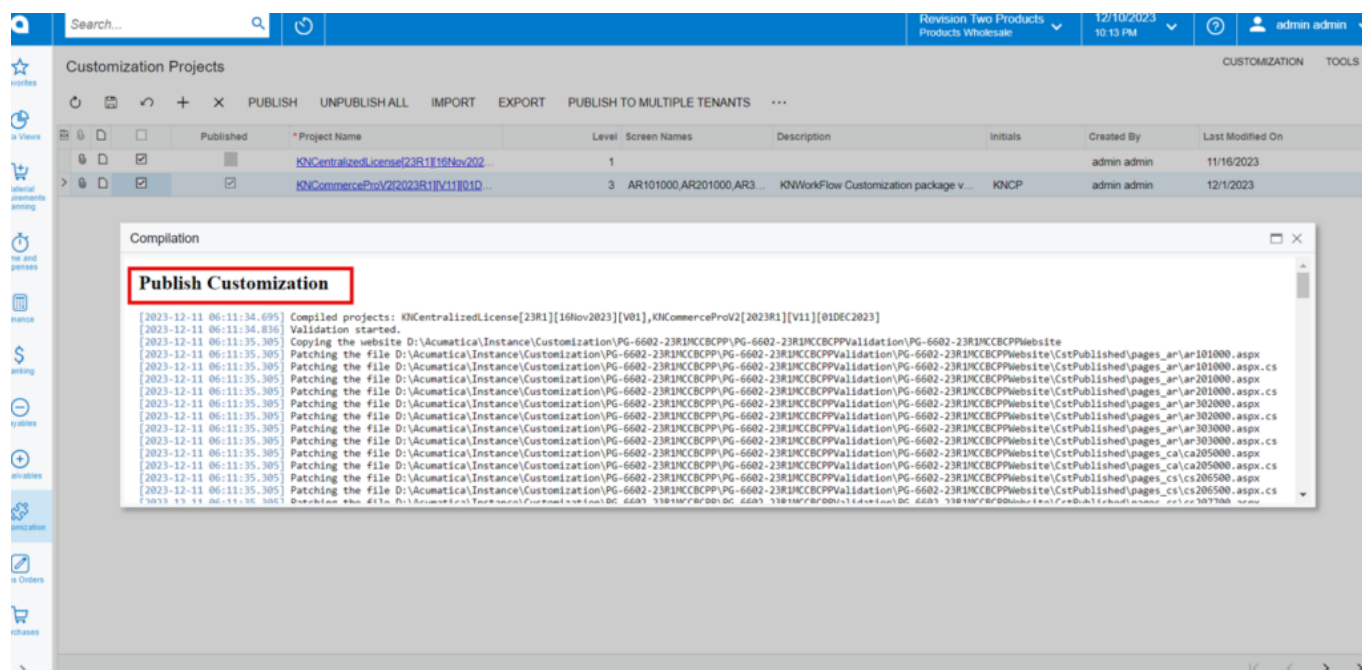 Search...
Revision Two Products
Products Wholesale
12/10/2023
10:13 PM
admin admin
Customization Projects
CUSTOMIZATION TOOLS
PUBLISH UNPUBLISH ALL IMPORT EXPORT PUBLISH TO MULTIPLE TENANTS ...
Published * Project Name Level Screen Names Description Initials Created By Last Modified On
KNCentralizedLicense[23R1][16Nov202... 1 admin admin 11/16/2023
KNCommerceProV2[2023R1][V11][01D... 3 AR101000,AR201000,AR3... KNWorkFlow Customization package v... KNCP admin admin 12/1/2023
Compilation
Publish Customization
[2023-12-11 06:11:34.695] Compiled projects: KNCentralizedLicense[23R1][16Nov2023][V01],KNCommerceProV2[2023R1][V11][01DEC2023]
[2023-12-11 06:11:34.836] Validation started.
[2023-12-11 06:11:35.305] Copying the website D:\Acumatica\Instance\Customization\PG-6602-23R1MCCBCPP\PG-6602-23R1MCCBCPPValidation\PG-6602-23R1MCCBCPPWebsite
[2023-12-11 06:11:35.305] Patching the file D:\Acumatica\Instance\Customization\PG-6602-23R1MCCBCPP\PG-6602-23R1MCCBCPPValidation\PG-6602-23R1MCCBCPPWebsite\CstPublished\pages_ar\ar101000.aspx
[2023-12-11 06:11:35.305] Patching the file D:\Acumatica\Instance\Customization\PG-6602-23R1MCCBCPP\PG-6602-23R1MCCBCPPValidation\PG-6602-23R1MCCBCPPWebsite\CstPublished\pages_ar\ar101000.aspx.cs
[2023-12-11 06:11:35.305] Patching the file D:\Acumatica\Instance\Customization\PG-6602-23R1MCCBCPP\PG-6602-23R1MCCBCPPValidation\PG-6602-23R1MCCBCPPWebsite\CstPublished\pages_ar\ar201000.aspx
[2023-12-11 06:11:35.305] Patching the file D:\Acumatica\Instance\Customization\PG-6602-23R1MCCBCPP\PG-6602-23R1MCCBCPPValidation\PG-6602-23R1MCCBCPPWebsite\CstPublished\pages_ar\ar201000.aspx.cs
[2023-12-11 06:11:35.305] Patching the file D:\Acumatica\Instance\Customization\PG-6602-23R1MCCBCPP\PG-6602-23R1MCCBCPPValidation\PG-6602-23R1MCCBCPPWebsite\CstPublished\pages_ar\ar302000.aspx
[2023-12-11 06:11:35.305] Patching the file D:\Acumatica\Instance\Customization\PG-6602-23R1MCCBCPP\PG-6602-23R1MCCBCPPValidation\PG-6602-23R1MCCBCPPWebsite\CstPublished\pages_ar\ar302000.aspx.cs
[2023-12-11 06:11:35.305] Patching the file D:\Acumatica\Instance\Customization\PG-6602-23R1MCCBCPP\PG-6602-23R1MCCBCPPValidation\PG-6602-23R1MCCBCPPWebsite\CstPublished\pages_ar\ar303000.aspx
[2023-12-11 06:11:35.305] Patching the file D:\Acumatica\Instance\Customization\PG-6602-23R1MCCBCPP\PG-6602-23R1MCCBCPPValidation\PG-6602-23R1MCCBCPPWebsite\CstPublished\pages_ar\ar303000.aspx.cs
[2023-12-11 06:11:35.305] Patching the file D:\Acumatica\Instance\Customization\PG-6602-23R1MCCBCPP\PG-6602-23R1MCCBCPPValidation\PG-6602-23R1MCCBCPPWebsite\CstPublished\pages_ca\ca205000.aspx
[2023-12-11 06:11:35.305] Patching the file D:\Acumatica\Instance\Customization\PG-6602-23R1MCCBCPP\PG-6602-23R1MCCBCPPValidation\PG-6602-23R1MCCBCPPWebsite\CstPublished\pages_ca\ca205000.aspx.cs
[2023-12-11 06:11:35.305] Patching the file D:\Acumatica\Instance\Customization\PG-6602-23R1MCCBCPP\PG-6602-23R1MCCBCPPValidation\PG-6602-23R1MCCBCPPWebsite\CstPublished\pages_cs\cs206500.aspx
[2023-12-11 06:11:35.305] Patching the file D:\Acumatica\Instance\Customization\PG-6602-23R1MCCBCPP\PG-6602-23R1MCCBCPPValidation\PG-6602-23R1MCCBCPPWebsite\CstPublished\pages_cs\cs206500.aspx.cs